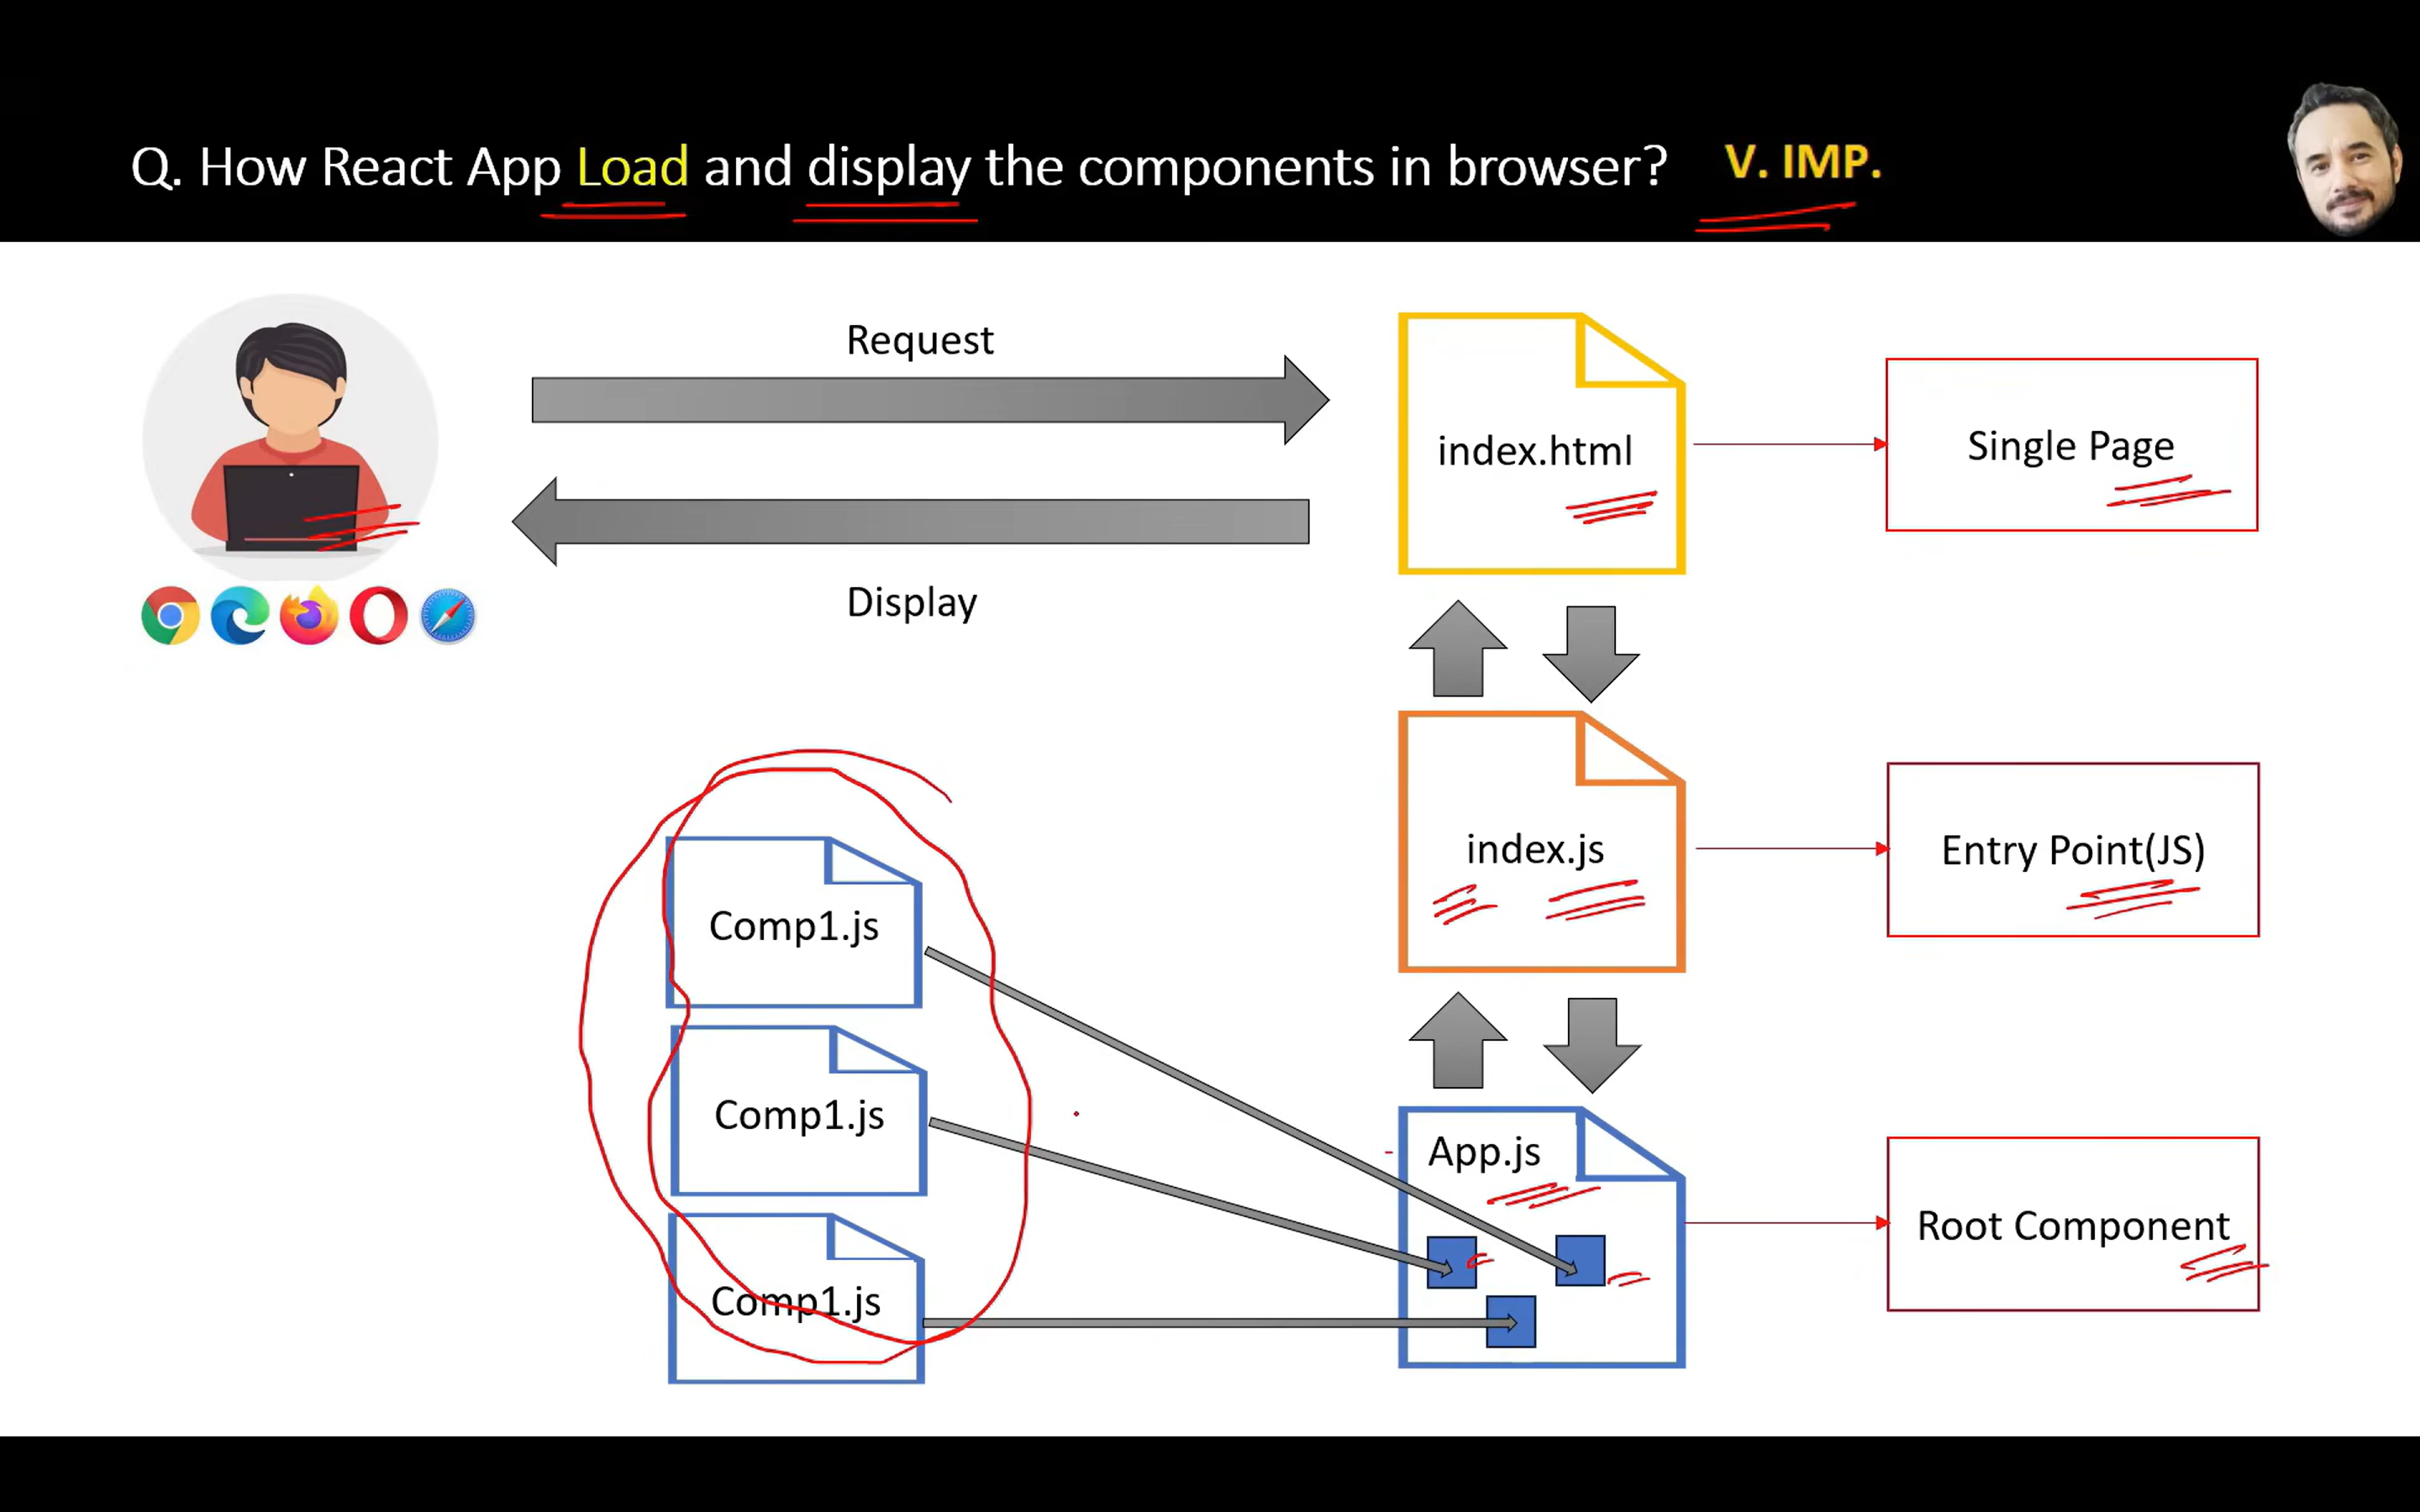 Q. How React App Load and display the components in browser? V. IMP.
Request
index.html
Single Page
Display
index.js
Entry Point(JS)
Comp1.js
Comp1.js
App.js
Root Component
Comp1.js